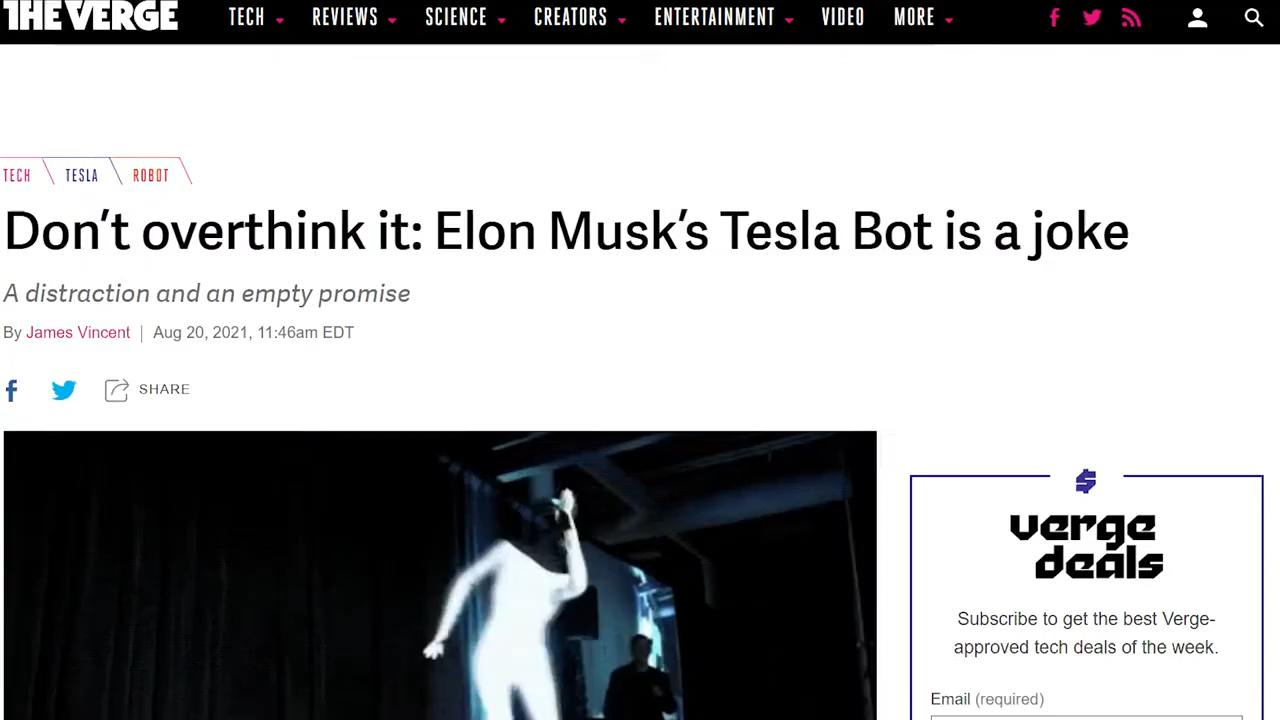 THE VERGE TECH REVIEWS SCIENCE CREATORS ENTERTAINMENT VIDEO MORE
TECH TESLA ROBOT
Don't overthink it: Elon Musk's Tesla Bot is a joke
A distraction and an empty promise
By James Vincent | Aug 20, 2021, 11:46am EDT
SHARE
verge
deals
Subscribe to get the best Verge-
approved tech deals of the week.
Email (required)